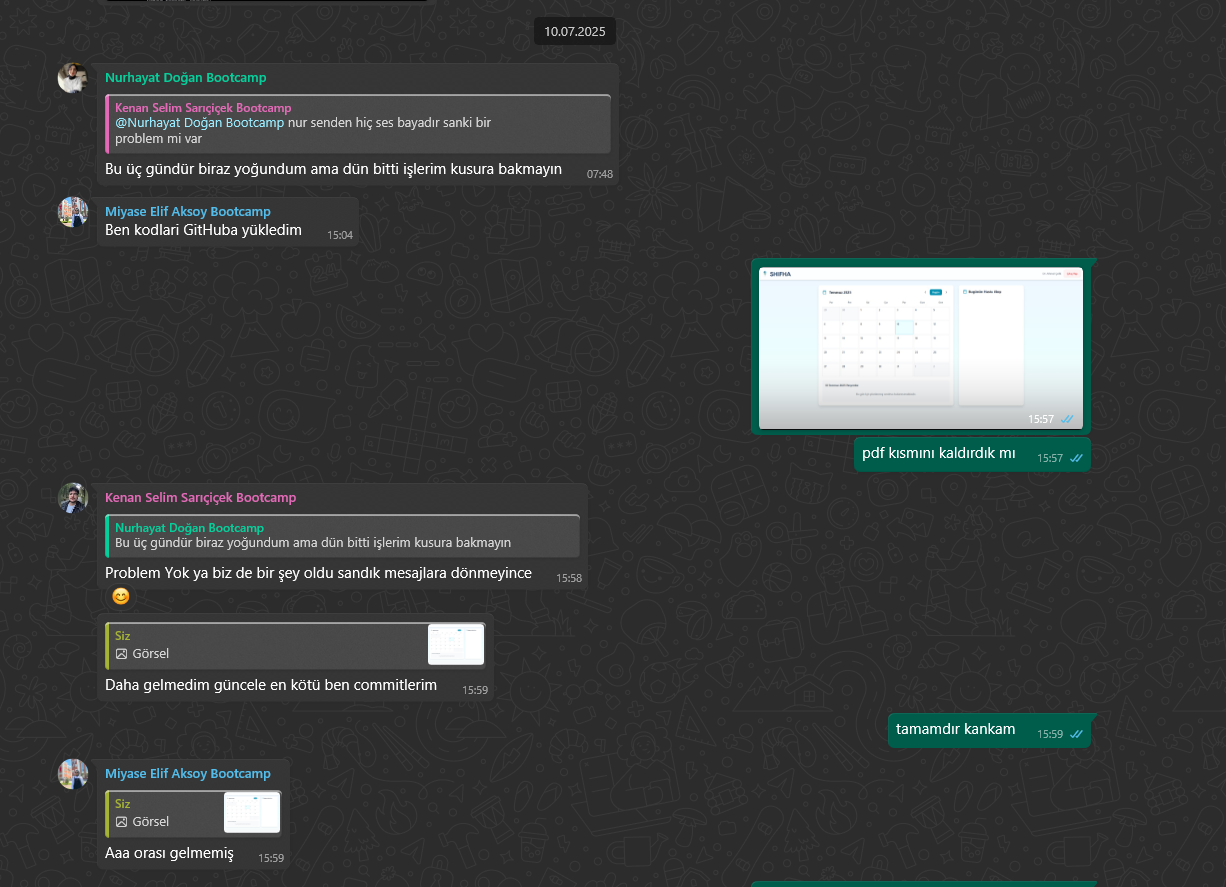 10.07.2025
Nurhayat Doğan Bootcamp
Kenan Selim Sarıçiçek Bootcamp
@Nurhayat Doğan Bootcamp nur senden hiç ses bayadır sanki bir
problem mi var
Bu üç gündür biraz yoğundum ama dün bitti işlerim kusura bakmayın
07:48
Miyase Elif Aksoy Bootcamp
Ben kodlari GitHuba yükledim
15:04
SHIFHA
15:57
pdf kısmını kaldırdık mı
15:57
Kenan Selim Sarıçiçek Bootcamp
Nurhayat Doğan Bootcamp
Bu üç gündür biraz yoğundum ama dün bitti işlerim kusura bakmayın
Problem Yok ya biz de bir şey oldu sandık mesajlara dönmeyince
15:58
Siz
Görsel
Daha gelmedim güncele en kötü ben commitlerim
15:59
tamamdır kankam
15:59
Miyase Elif Aksoy Bootcamp
Siz
Görsel
Aaa orası gelmemiş
15:59